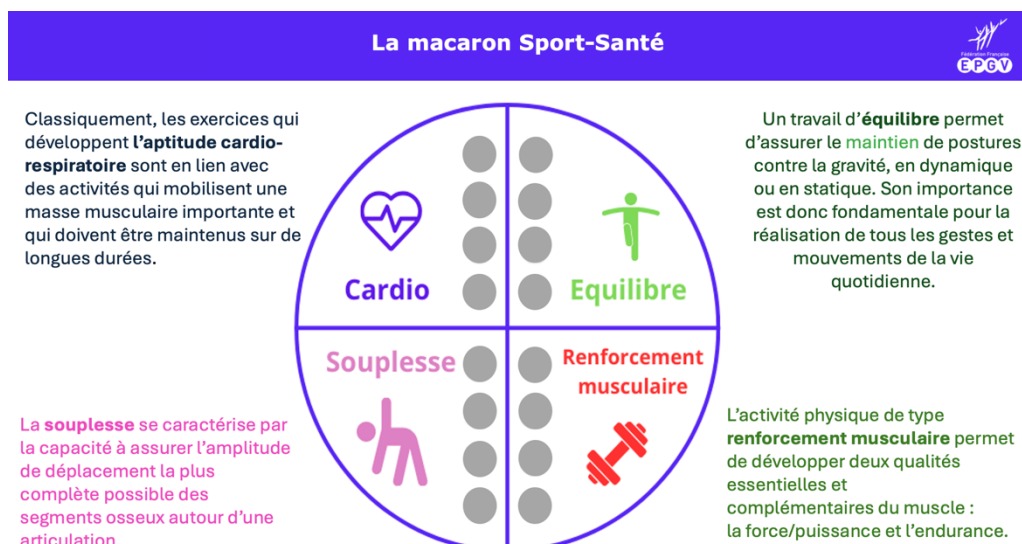 La macaron Sport-Santé
Fédération Française
EPGV
Classiquement, les exercices qui
développent l’aptitude cardio-
respiratoire sont en lien avec
des activités qui mobilisent une
masse musculaire importante et
qui doivent être maintenus sur de
longues durées.
Un travail d’équilibre permet
d’assurer le maintien de postures
contre la gravité, en dynamique
ou en statique. Son importance
est donc fondamentale pour la
réalisation de tous les gestes et
mouvements de la vie
quotidienne.
Cardio
Equilibre
Souplesse
Renforcement
musculaire
La souplesse se caractérise par
la capacité à assurer l’amplitude
de déplacement la plus
complète possible des
segments osseux autour d’une
articulation
L’activité physique de type
renforcement musculaire permet
de développer deux qualités
essentielles et
complémentaires du muscle :
la force/puissance et l’endurance.